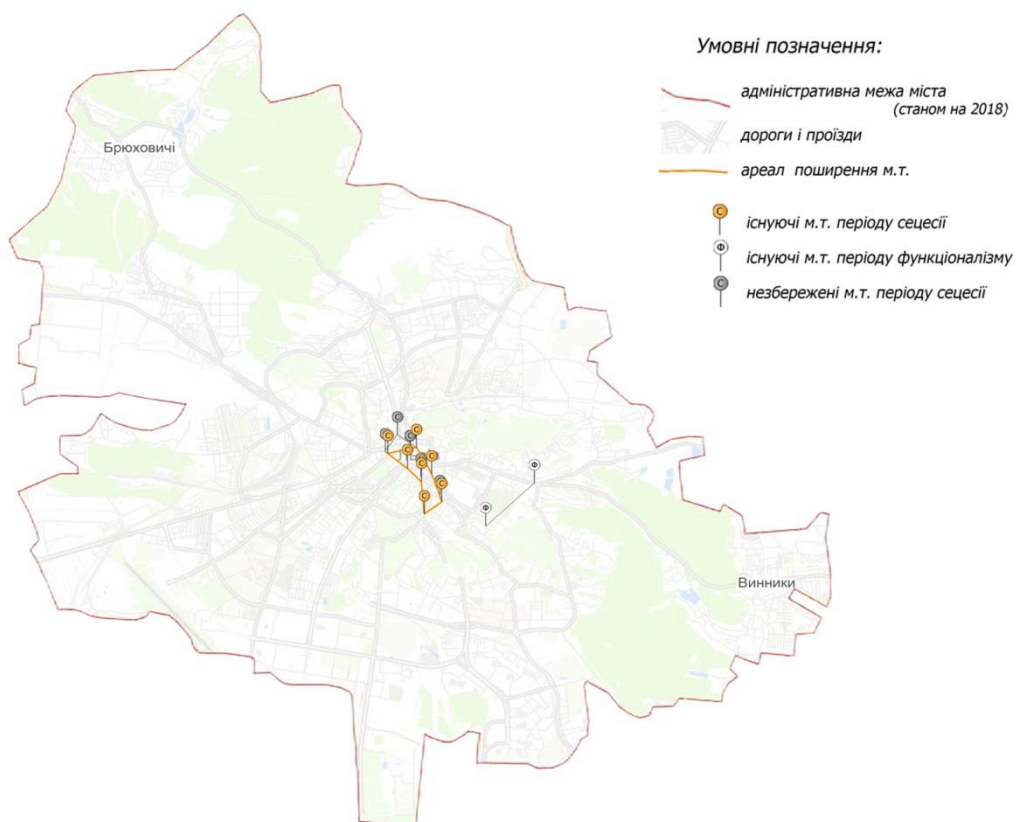 Умовні позначення:
адміністративна межа міста
(станом на 2018)
дороги і проїзди
ареал поширення м.т.
С
існуючі м.т. періоду сецесії
Ф
існуючі м.т. періоду функціоналізму
С
незбережені м.т. періоду сецесії
Брюховичі
С
С
С
С
С
С
С
С
С
Ф
Ф
Винники